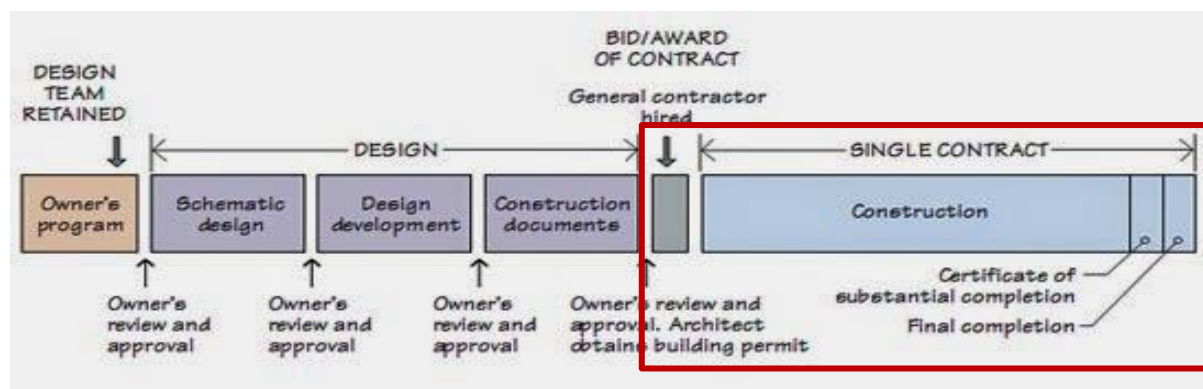 DESIGN
TEAM
RETAINED
BID/AWARD
OF CONTRACT
General contractor
hired
DESIGN
SINGLE CONTRACT
Owner's
program
Schematic
design
Design
development
Construction
documents
Construction
Owner's
review and
approval
Owner's
review and
approval
Owner's
review and
approval
Owner's review and
approval. Architect
obtains building permit
Certificate of
substantial completion
Final completion